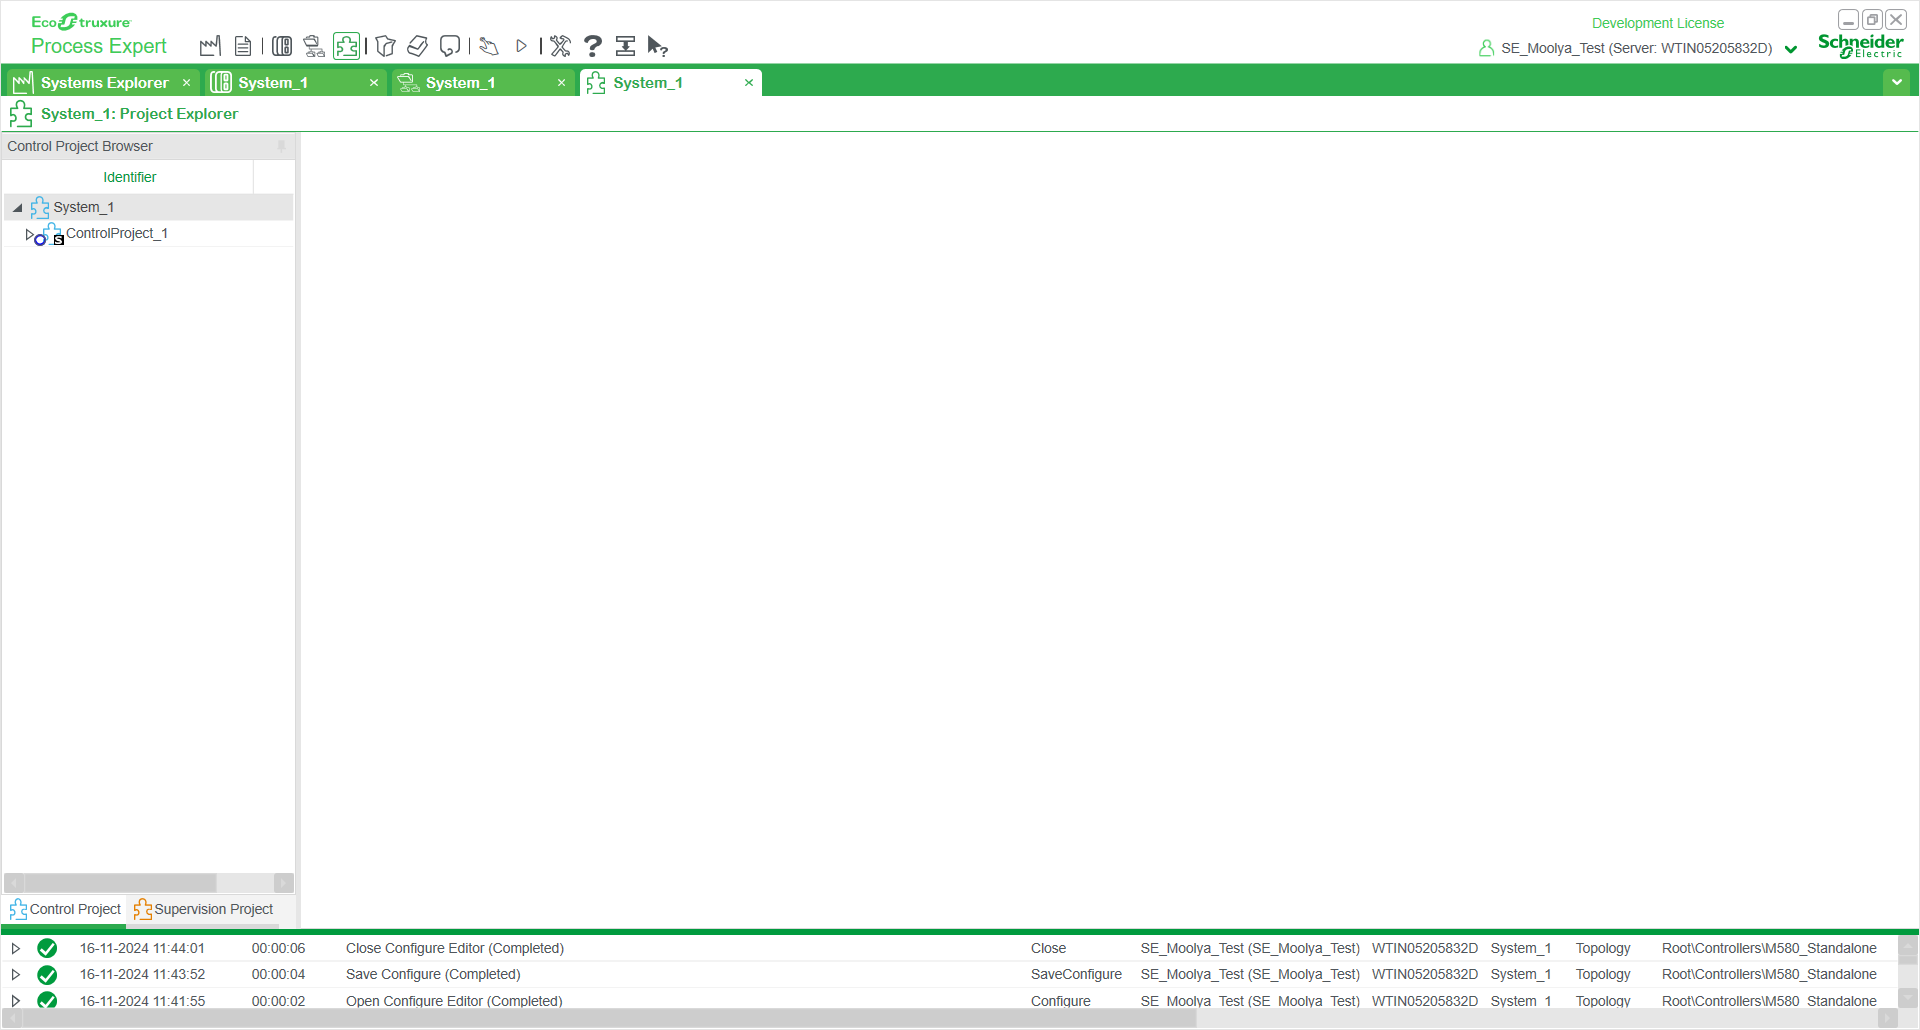 EcoStruxure
Process Expert
Development License
SE_Moolya_Test (Server: WTIN05205832D)
Schneider
Electric
Systems Explorer
System_1
System_1
System_1
System_1: Project Explorer
Control Project Browser
Identifier
System_1
S ControlProject_1
Control Project
Supervision Project
16-11-2024 11:44:01 00:00:06 Close Configure Editor (Completed) Close SE_Moolya_Test (SE_Moolya_Test) WTIN05205832D System_1 Topology Root\Controllers\M580_Standalone
16-11-2024 11:43:52 00:00:04 Save Configure (Completed) SaveConfigure SE_Moolya_Test (SE_Moolya_Test) WTIN05205832D System_1 Topology Root\Controllers\M580_Standalone
16-11-2024 11:41:55 00:00:02 Open Configure Editor (Completed) Configure SE_Moolya_Test (SE_Moolya_Test) WTIN05205832D System_1 Topology Root\Controllers\M580_Standalone